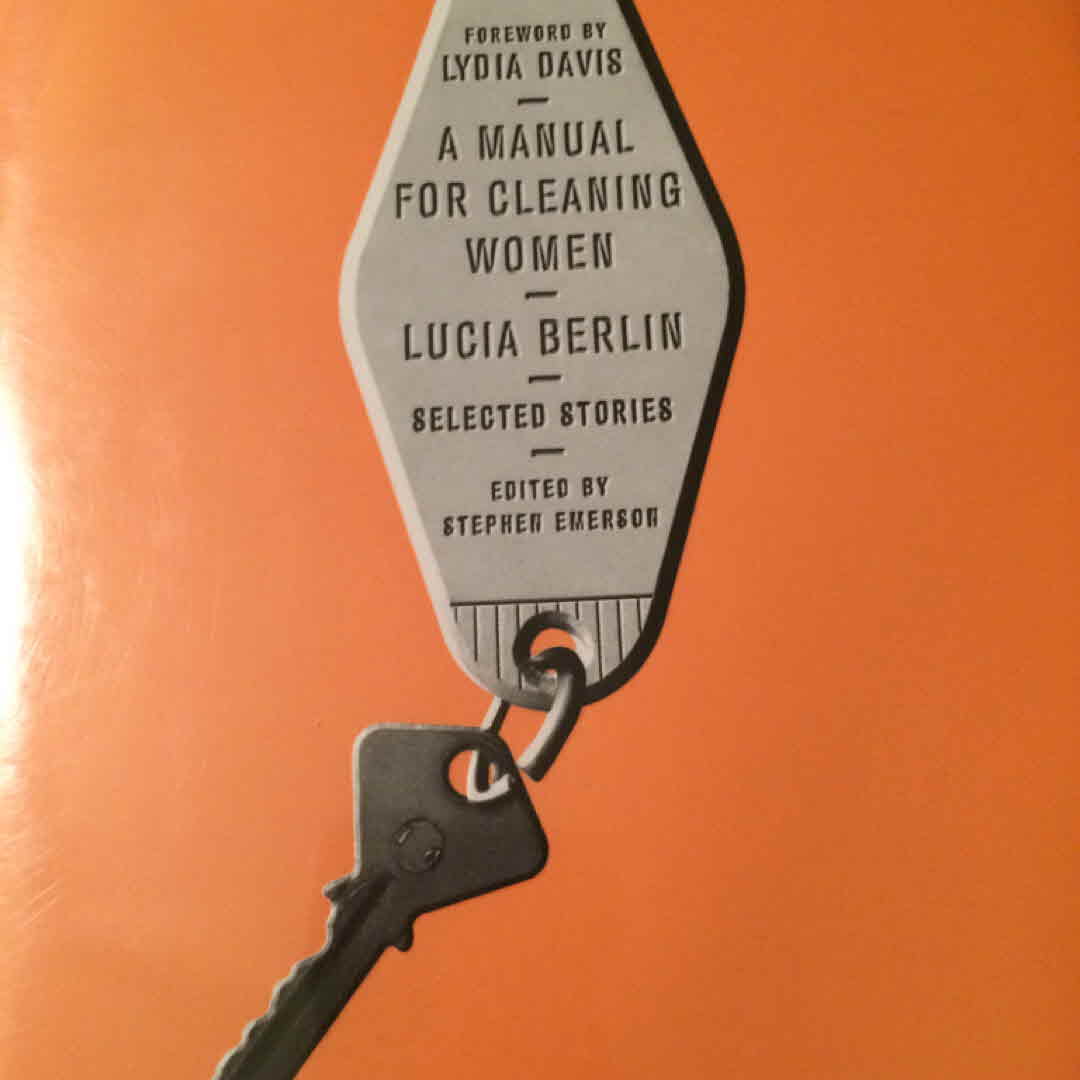 FOREWORD BY
LYDIA DAVIS
A MANUAL
FOR CLEANING
WOMEN
LUCIA BERLIN
SELECTED STORIES
EDITED BY
STEPHEN EMERSON